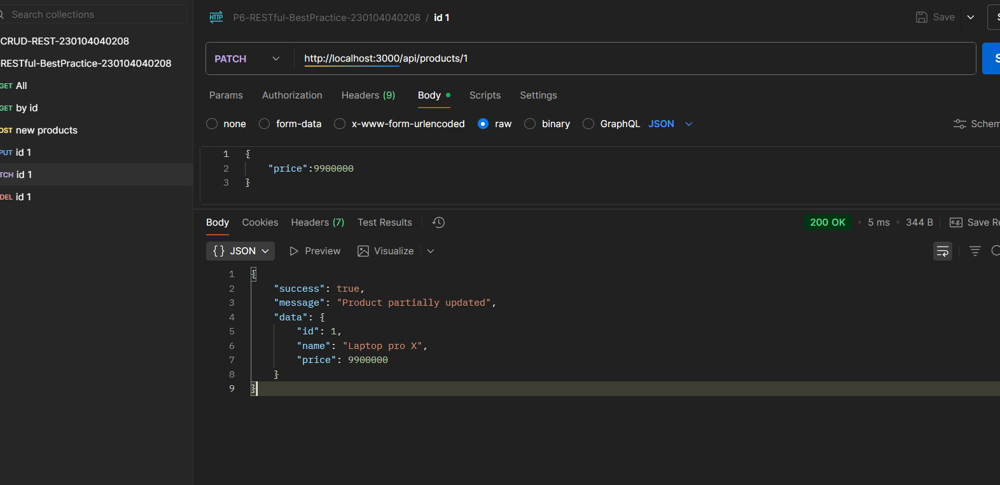 Search collections
CRUD-REST-230104040208
-RESTful-BestPractice-230104040208
GET All
GET by id
OST new products
PUT id 1
TCH id 1
DEL id 1
HTTP P6-RESTful-BestPractice-230104040208 / id 1
Save
PATCH http://localhost:3000/api/products/1
Params Authorization Headers (9) Body Scripts Settings
none form-data x-www-form-urlencoded raw binary GraphQL JSON Schem
1 {
2 "price":9900000
3 }
Body Cookies Headers (7) Test Results 200 OK • 5 ms • 344 B e.g. Save Re
{} JSON Preview Visualize
1 {
2 "success": true,
3 "message": "Product partially updated",
4 "data": {
5 "id": 1,
6 "name": "Laptop pro X",
7 "price": 9900000
8 }
9 }